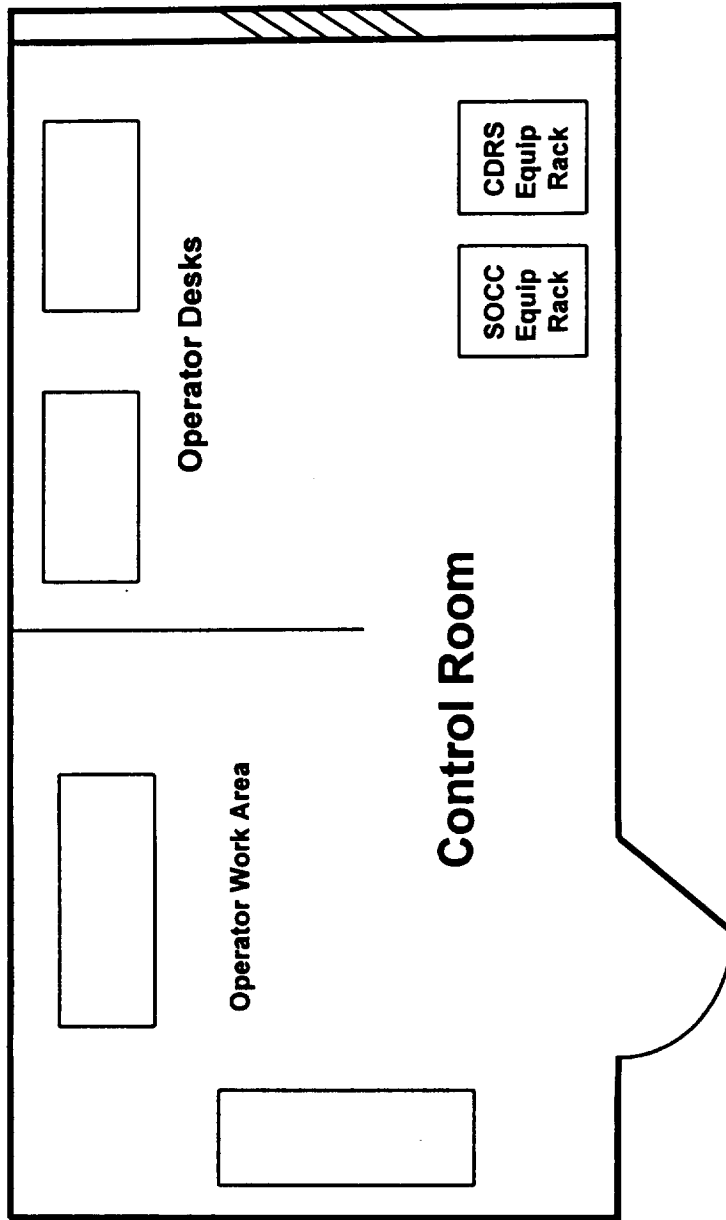 Operator Work Area
Operator Desks
Control Room
SOCC
Equip
Rack
CDRS
Equip
Rack